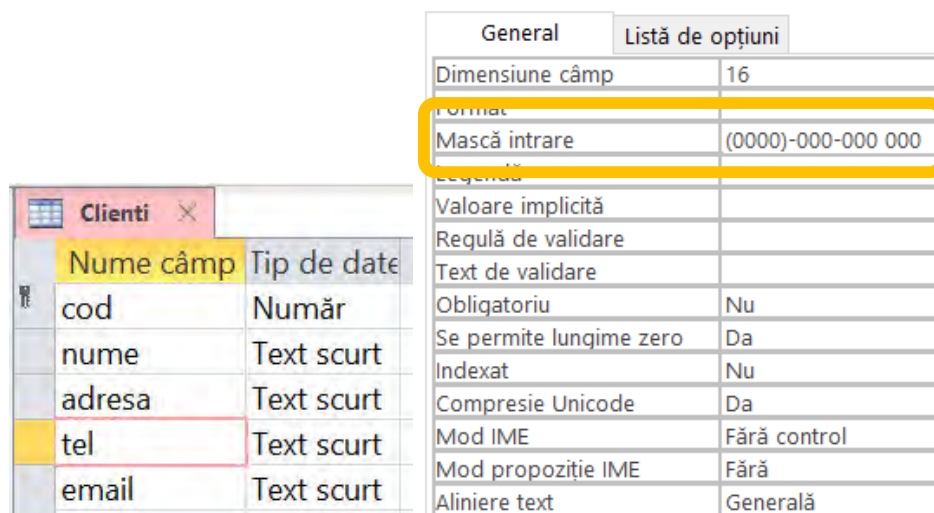 Clienti
Nume câmp Tip de date
cod Număr
nume Text scurt
adresa Text scurt
tel Text scurt
email Text scurt
General Listă de opțiuni
Dimensiune câmp 16
Format
Mască intrare (0000)-000-000 000
Legendă
Valoare implicită
Regulă de validare
Text de validare
Obligatoriu Nu
Se permite lungime zero Da
Indexat Nu
Compresie Unicode Da
Mod IME Fără control
Mod propoziție IME Fără
Aliniere text Generală